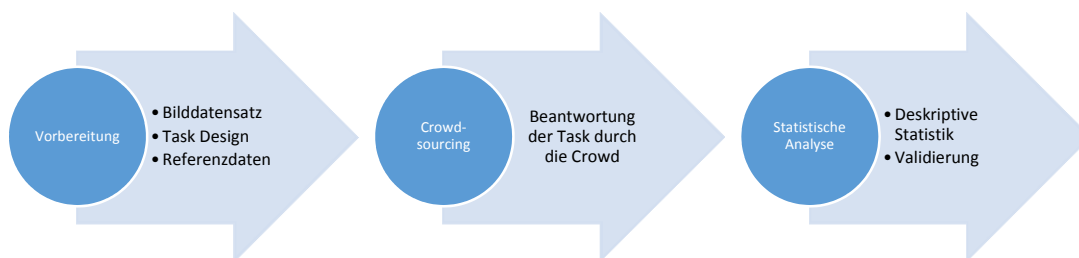 Vorbereitung
• Bilddatensatz
• Task Design
• Referenzdaten
Crowd-
sourcing
Beantwortung
der Task durch
die Crowd
Statistische
Analyse
• Deskriptive
Statistik
• Validierung